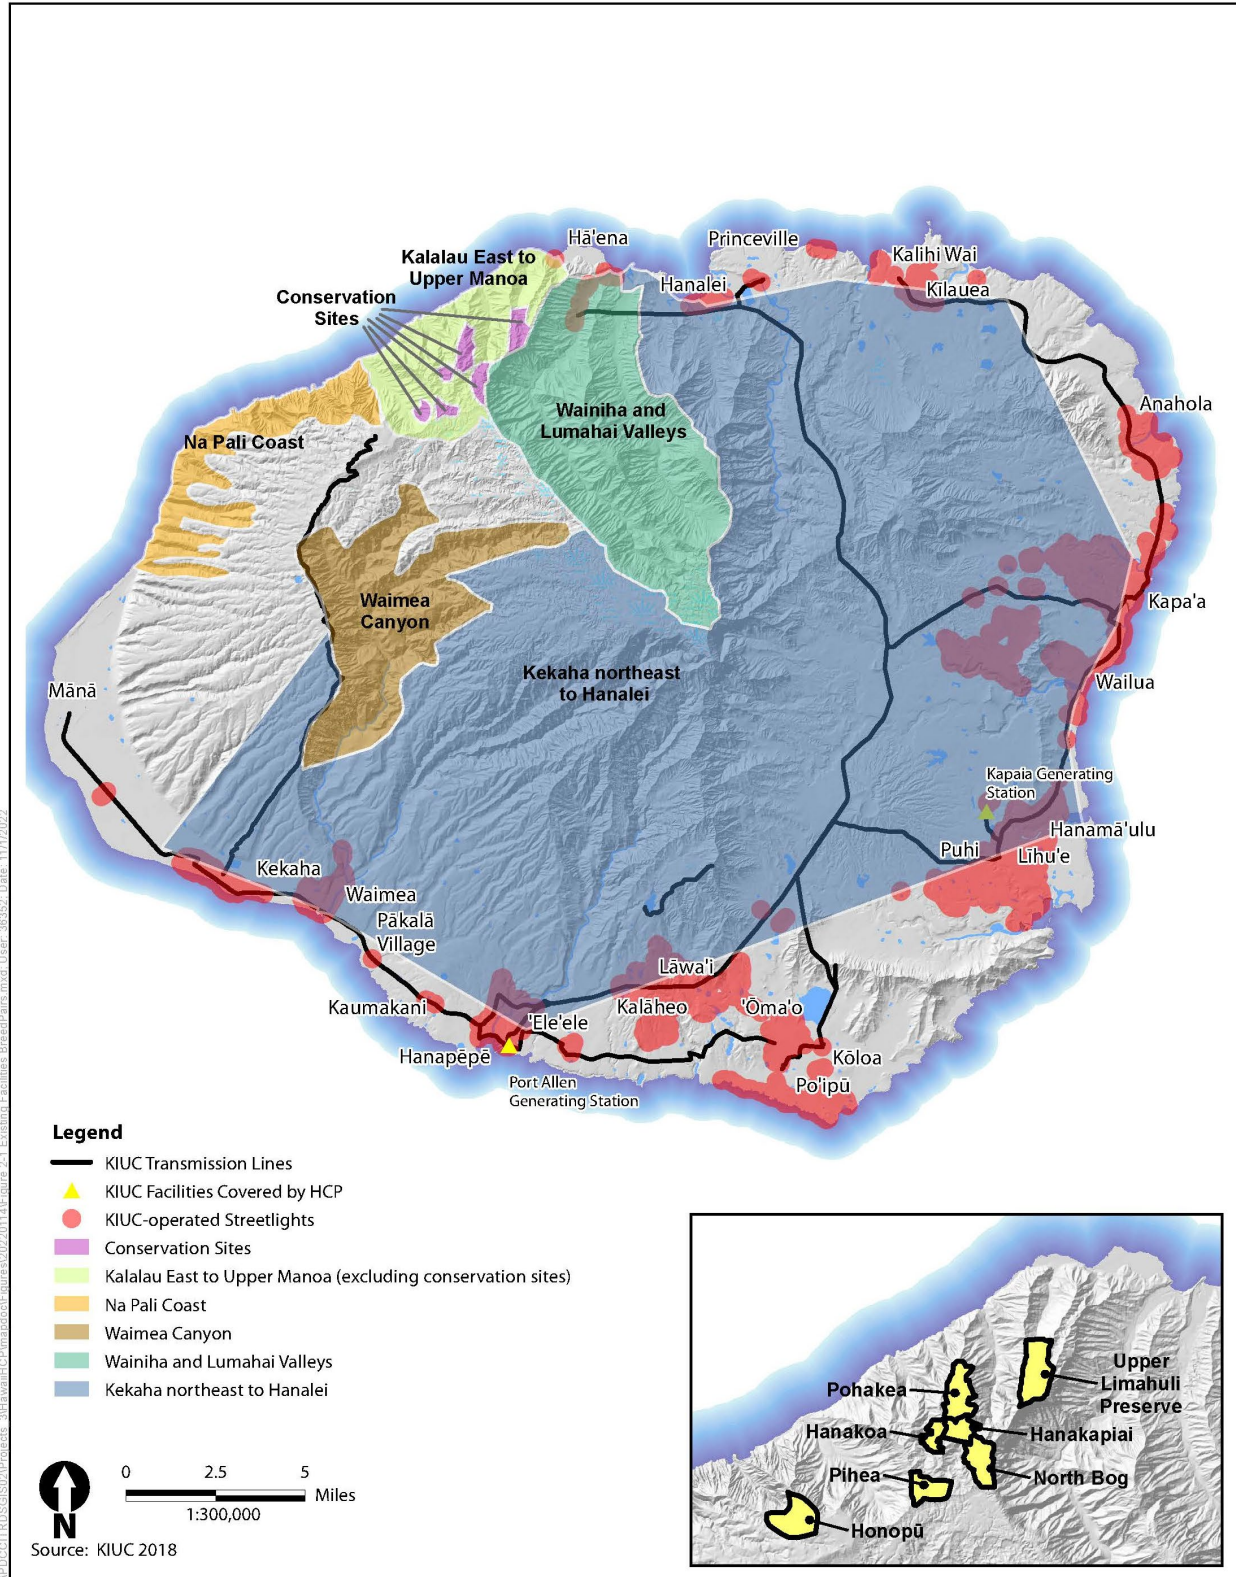 Hā'ena
Princeville
Kalihi Wai
Kalalau East to
Upper Manoa
Hanalei
Kīlauea
Conservation
Sites
Anahola
Wainiha and
Lumahai Valleys
Na Pali Coast
Waimea
Canyon
Kapa'a
Kekaha northeast
to Hanalei
Wailua
Mānā
Kapaia Generating
Station
Hanamā'ulu
Puhi
Līhu'e
Kekaha
Waimea
Pākalā
Village
Lāwa'i
Kaumakani
Kalāheo
'Ōma'o
'Ele'ele
Hanapēpē
Kōloa
Po'ipū
Port Allen
Generating Station
Legend
KIUC Transmission Lines
KIUC Facilities Covered by HCP
KIUC-operated Streetlights
Conservation Sites
Kalalau East to Upper Manoa (excluding conservation sites)
Na Pali Coast
Waimea Canyon
Wainiha and Lumahai Valleys
Kekaha northeast to Hanalei
N
0 2.5 5
Miles
1:300,000
Source: KIUC 2018
Upper
Limahuli
Preserve
Pohakea
Hanakoa
Hanakapiai
Pihea
North Bog
Honopū